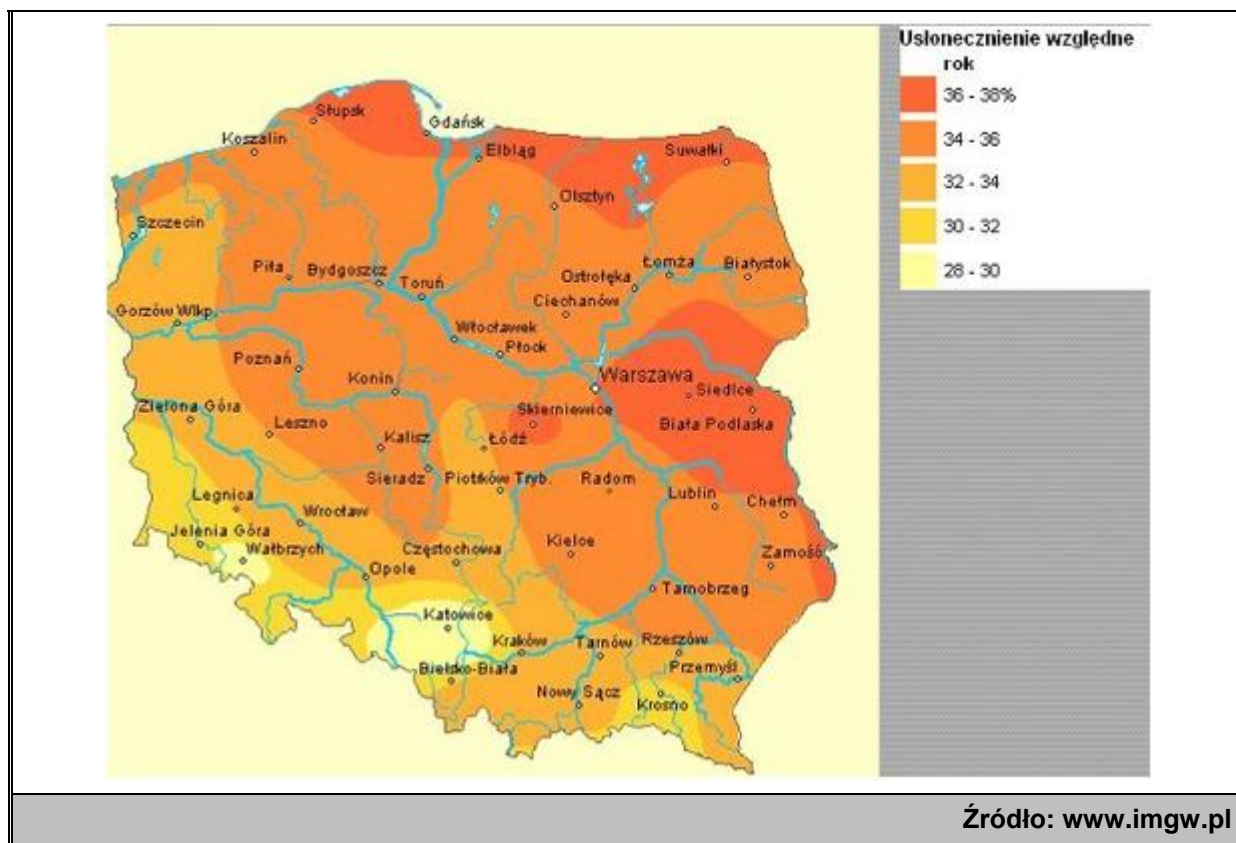 Usłonecznienie względne
rok
36 - 38%
34 - 36
32 - 34
30 - 32
28 - 30
Słupsk
Gdańsk
Koszalin
Elbląg
Suwałki
Olsztyn
Szczecin
Piła
Bydgoszcz
Toruń
Ostrołęka
Łomża
Białystok
Ciechanów
Gorzów Wlkp.
Włocławek
Płock
Poznań
Konin
Warszawa
Siedlce
Zielona Góra
Leszno
Kalisz
Skierniewice
Biała Podlaska
Łódź
Sieradz
Piotrków Tryb.
Radom
Lublin
Chełm
Legnica
Wrocław
Jelenia Góra
Wałbrzych
Opole
Częstochowa
Kielce
Zamość
Tarnobrzeg
Katowice
Kraków
Tarnów
Rzeszów
Przemyśl
Bielsko-Biała
Nowy Sącz
Krosno
Źródło: www.imgw.pl